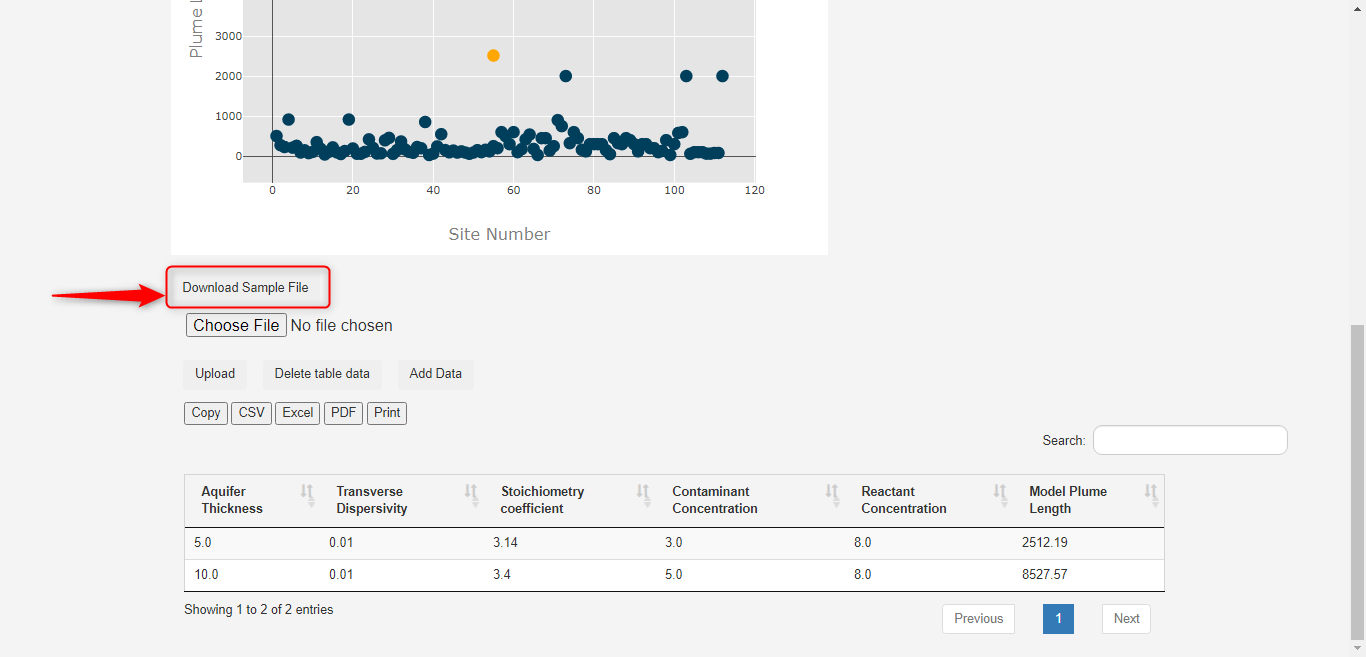 Plume
3000
2000
1000
0
0 20 40 60 80 100 120
Site Number
Download Sample File
Choose File No file chosen
Upload Delete table data Add Data
Copy CSV Excel PDF Print
Search:
Aquifer Transverse Stoichiometry Contaminant Reactant Model Plume
Thickness Dispersivity coefficient Concentration Concentration Length
5.0 0.01 3.14 3.0 8.0 2512.19
10.0 0.01 3.4 5.0 8.0 8527.57
Showing 1 to 2 of 2 entries
Previous 1 Next